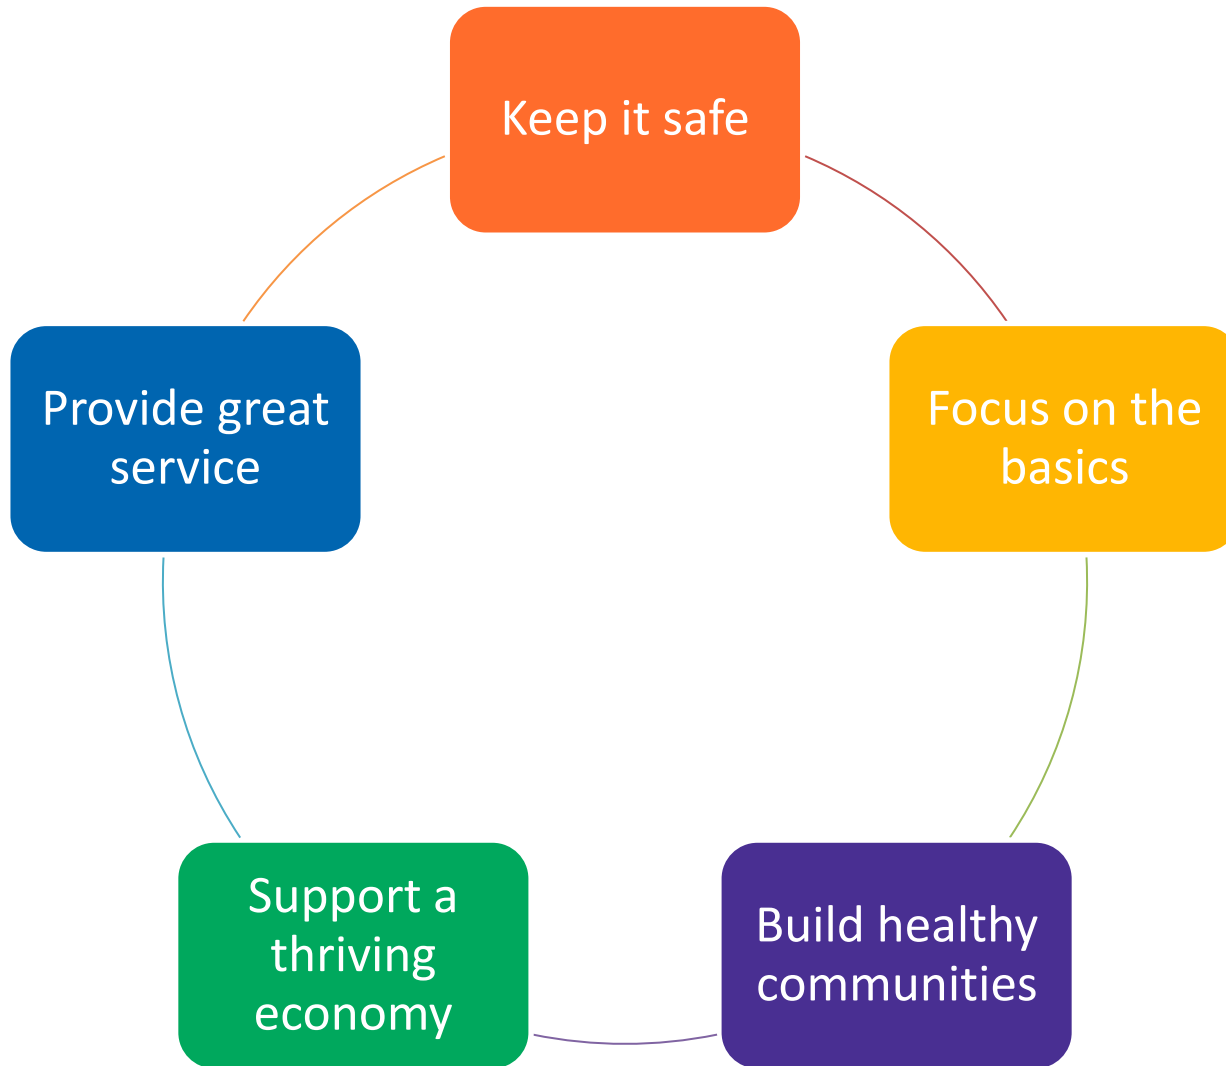 Keep it safe
Provide great
service
Focus on the
basics
Support a
thriving
economy
Build healthy
communities